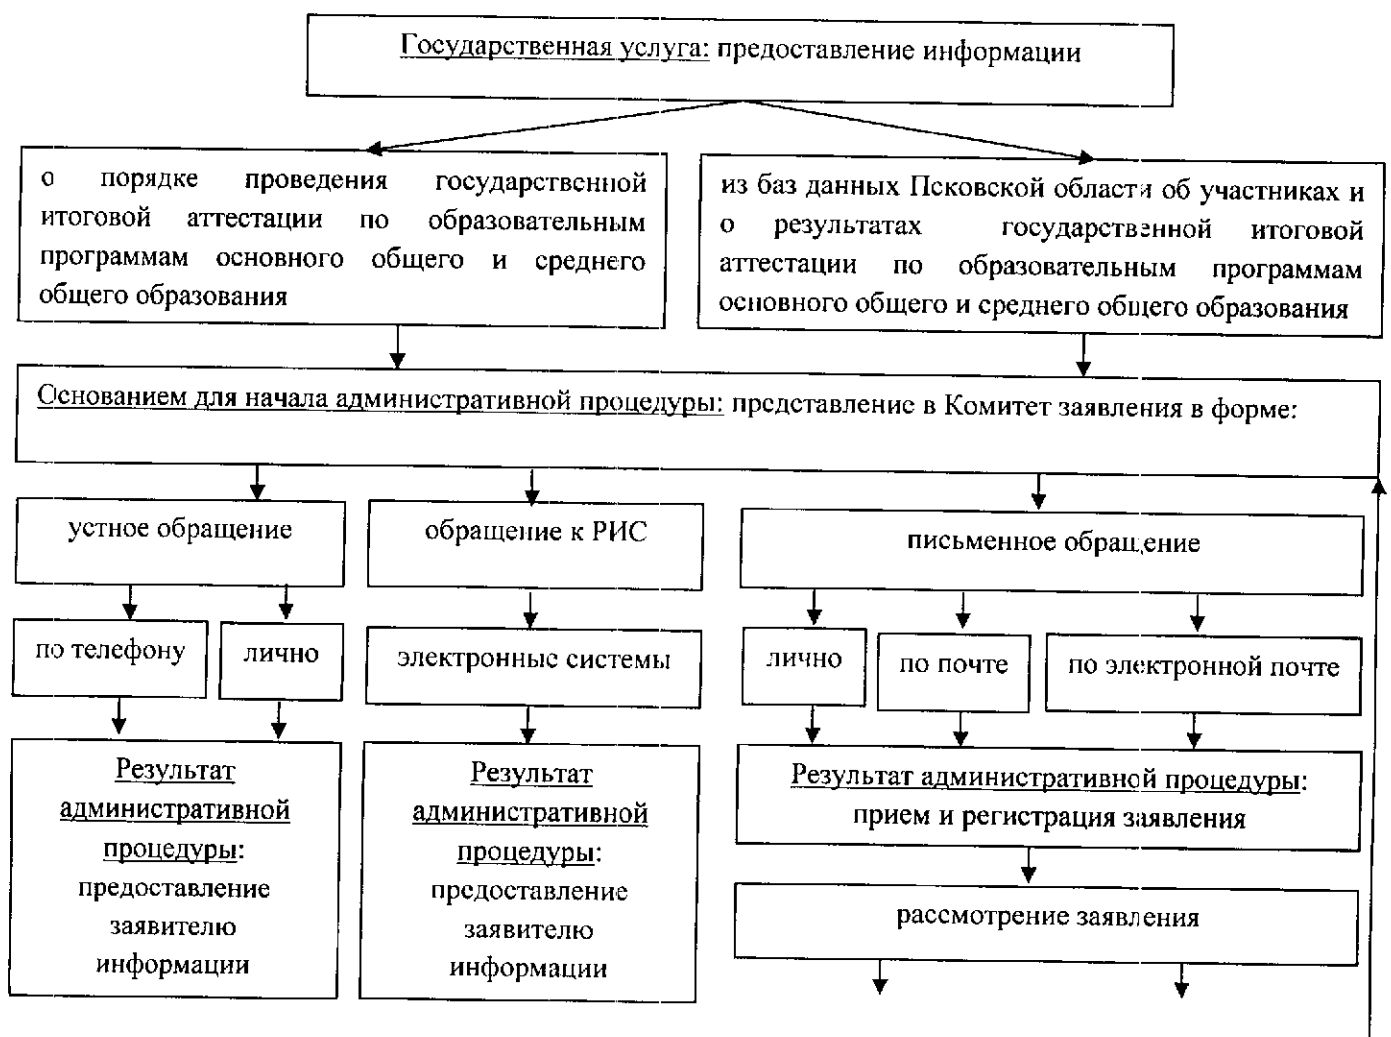 Государственная услуга: предоставление информации
о порядке проведения государственной
итоговой аттестации по образовательным
программам основного общего и среднего
общего образования
из баз данных Псковской области об участниках и
о результатах государственной итоговой
аттестации по образовательным программам
основного общего и среднего общего образования
Основанием для начала административной процедуры: представление в Комитет заявления в форме:
устное обращение
обращение к РИС
письменное обращение
по телефону
лично
электронные системы
лично
по почте
по электронной почте
Результат
административной
процедуры:
предоставление
заявителю
информации
Результат
административной
процедуры:
предоставление
заявителю
информации
Результат административной процедуры:
прием и регистрация заявления
рассмотрение заявления